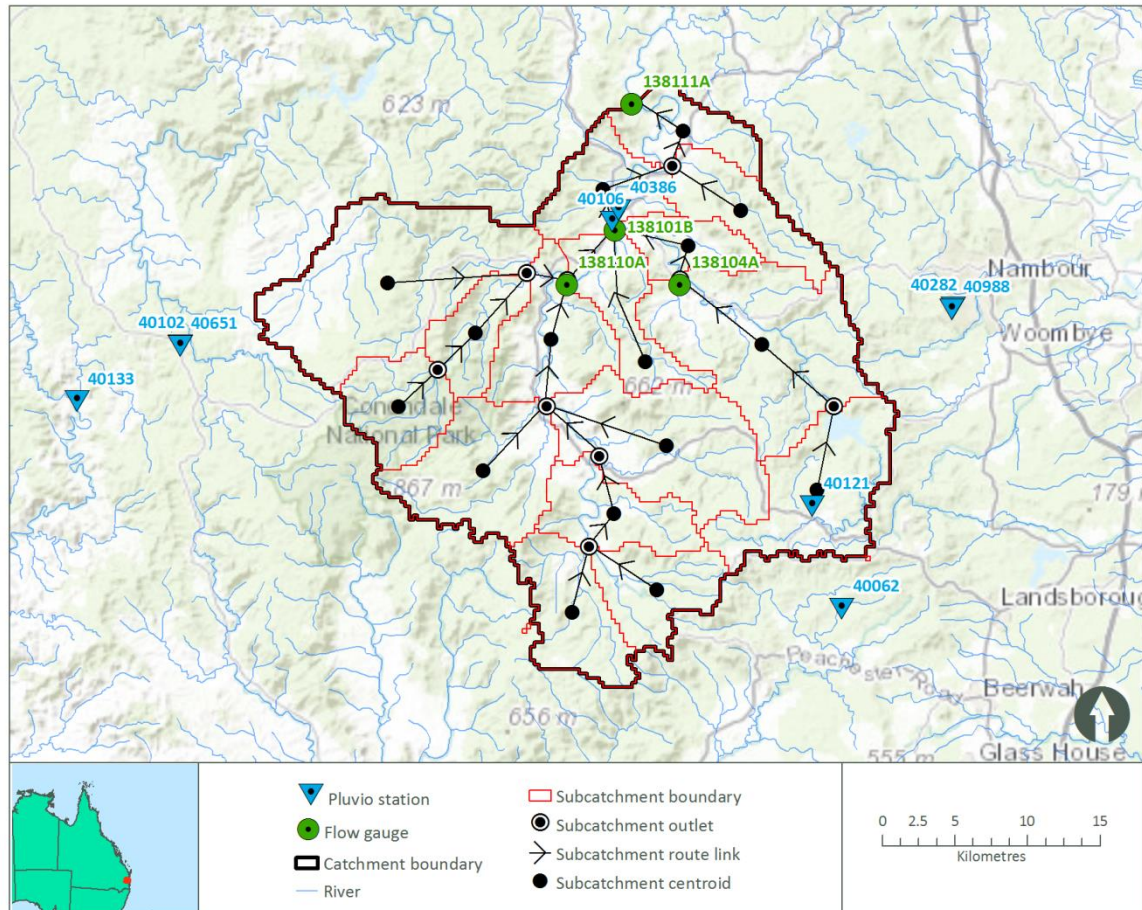 138111A
623 m
40386
40106
138101B
138110A
138104A
Nambour
40282 40988
Woombye
40102 40651
40133
662 m
Conondale
National Park
867 m
40121
179,
40062
Landsboroug
Peachester Road
Beerwah
656 m
555 m
Glass House
Pluvio station
Flow gauge
Catchment boundary
River
Subcatchment boundary
Subcatchment outlet
Subcatchment route link
Subcatchment centroid
0 2.5 5 10 15
Kilometres